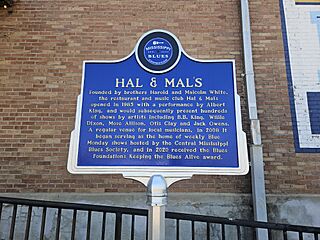 MISSISSIPPI
BLUES
HAL & MAL'S
Founded by brothers Harold and Malcolm White,
the restaurant and music club Hal & Mal's
opened in 1985 with a performance by Albert
King, and would subsequently present hundreds
of shows by artists including B.B. King, Willie
Dixon, Mose Allison, Otis Clay and Jack Owens.
A regular venue for local musicians, in 2006 it
began serving as the home of weekly Blue
Monday shows hosted by the Central Mississippi
Blues Society, and in 2020 received the Blues
Foundation's Keeping the Blues Alive award.